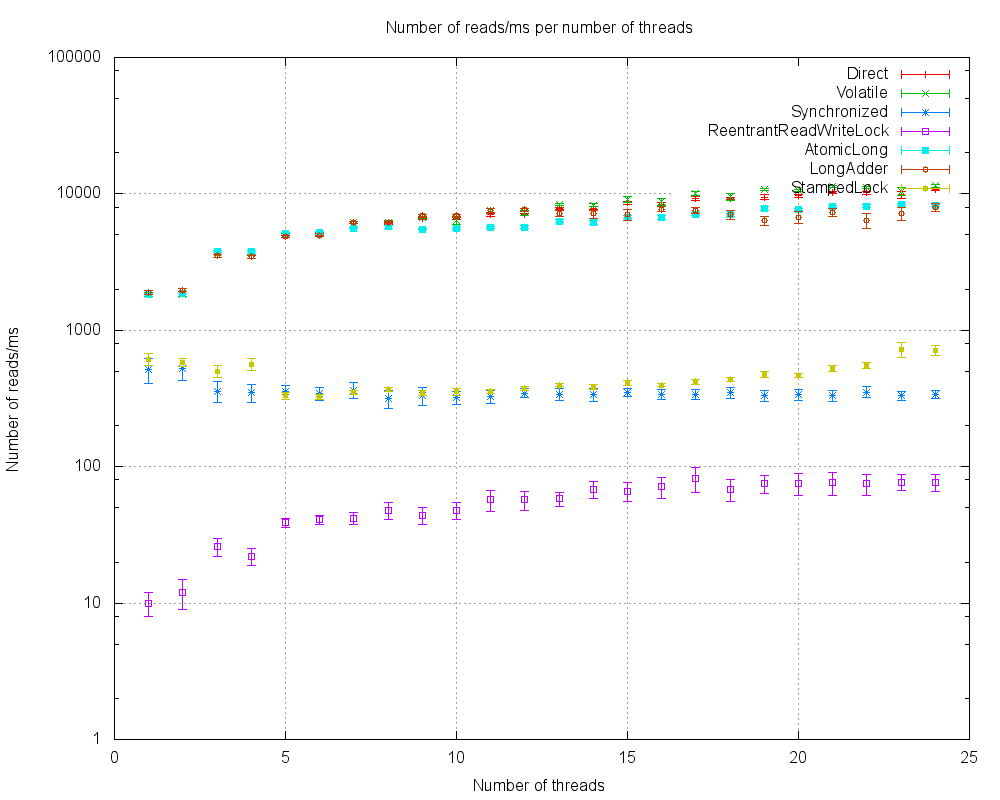 Number of reads/ms per number of threads
100000
10000
1000
100
10
1
Number of reads/ms
Direct
Volatile
Synchronized
ReentrantReadWriteLock
AtomicLong
LongAdder
StampedLock
0 5 10 15 20 25
Number of threads